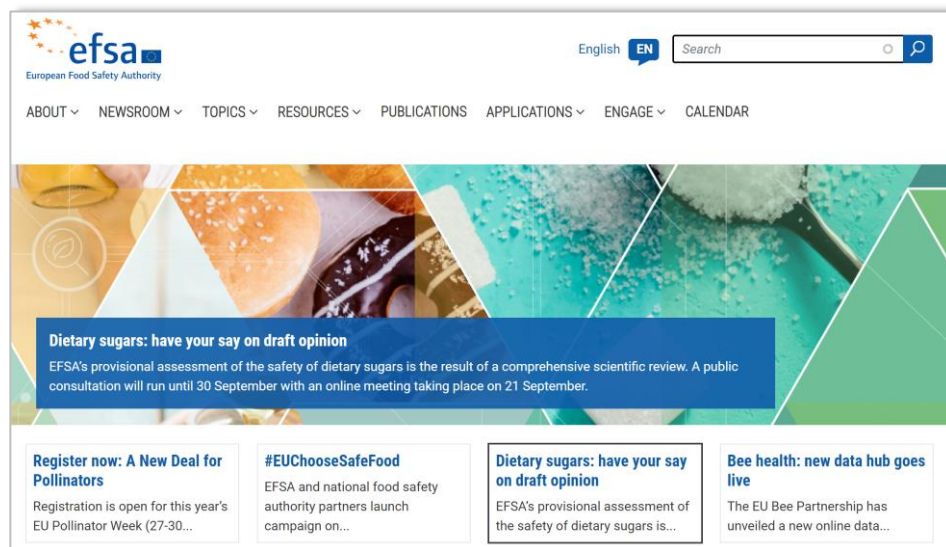 efsa
European Food Safety Authority
English EN Search
ABOUT NEWSROOM TOPICS RESOURCES PUBLICATIONS APPLICATIONS ENGAGE CALENDAR
Dietary sugars: have your say on draft opinion
EFSA's provisional assessment of the safety of dietary sugars is the result of a comprehensive scientific review. A public
consultation will run until 30 September with an online meeting taking place on 21 September.
Register now: A New Deal for
Pollinators
Registration is open for this year's
EU Pollinator Week (27-30...
#EUChooseSafeFood
EFSA and national food safety
authority partners launch
campaign on...
Dietary sugars: have your say
on draft opinion
EFSA's provisional assessment of
the safety of dietary sugars is...
Bee health: new data hub goes
live
The EU Bee Partnership has
unveiled a new online data...